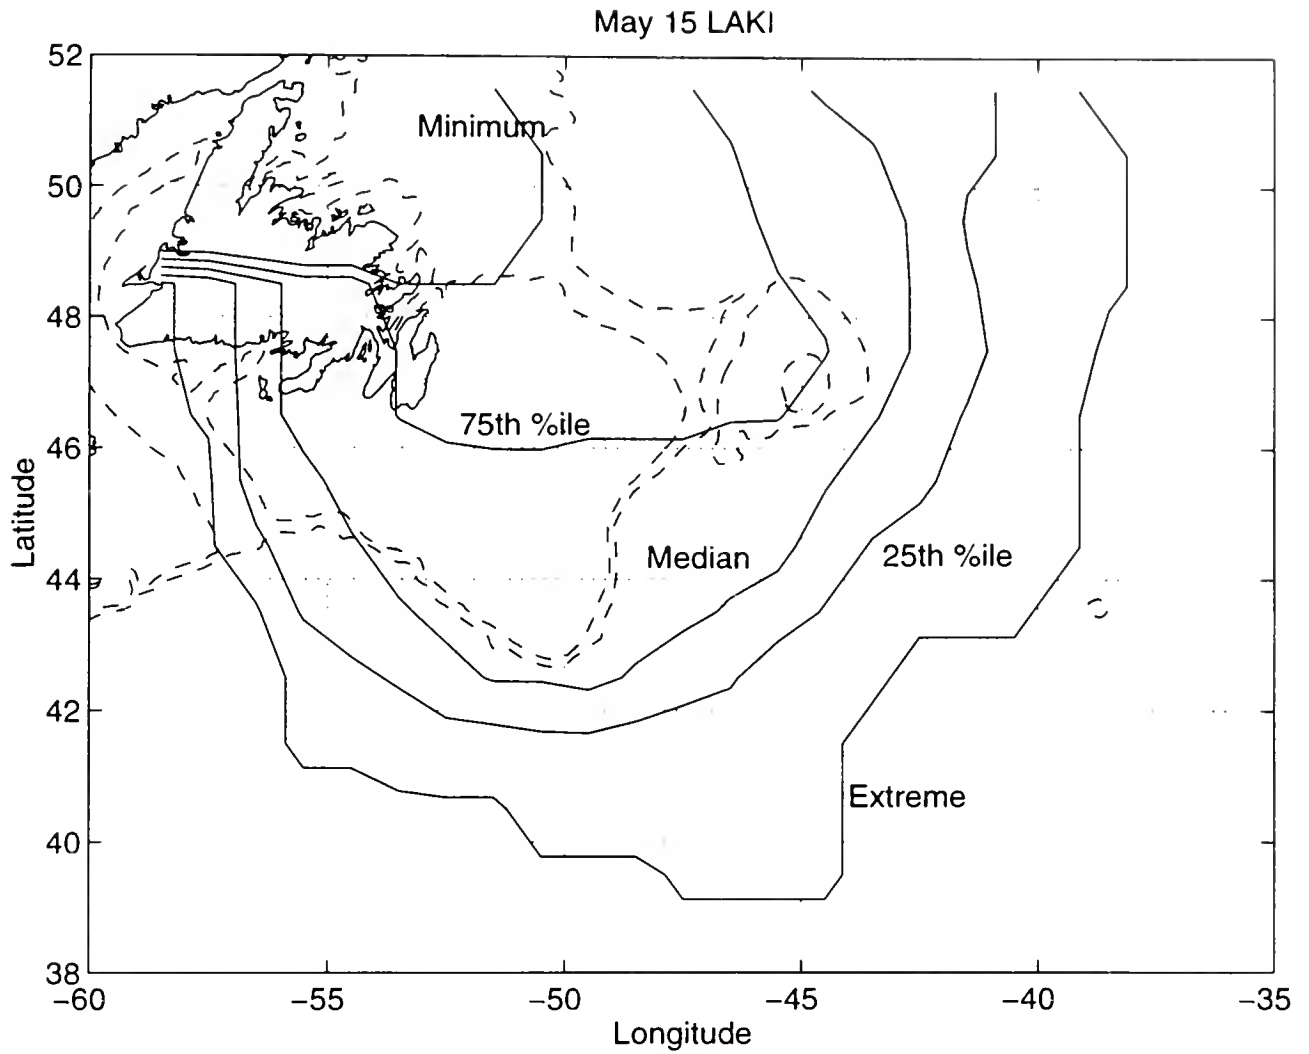 May 15 LAKI
52
50
48
46
44
42
40
38
Latitude
Minimum
75th %ile
Median
25th %ile
Extreme
−60 −55 −50 −45 −40 −35
Longitude